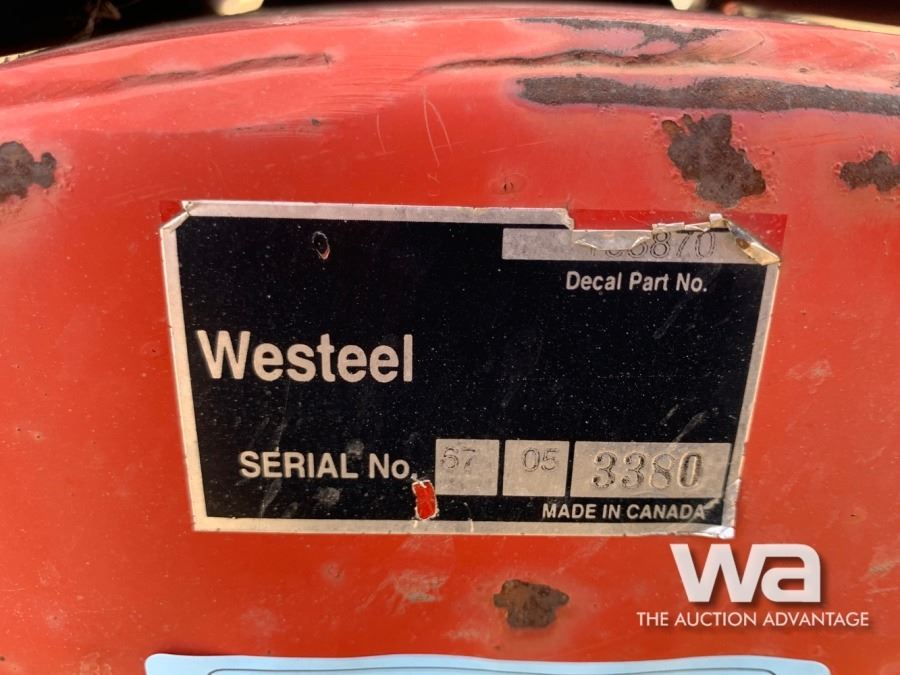 Decal Part No.
Westeel
SERIAL No. 67 05 3380
MADE IN CANADA
wa
THE AUCTION ADVANTAGE